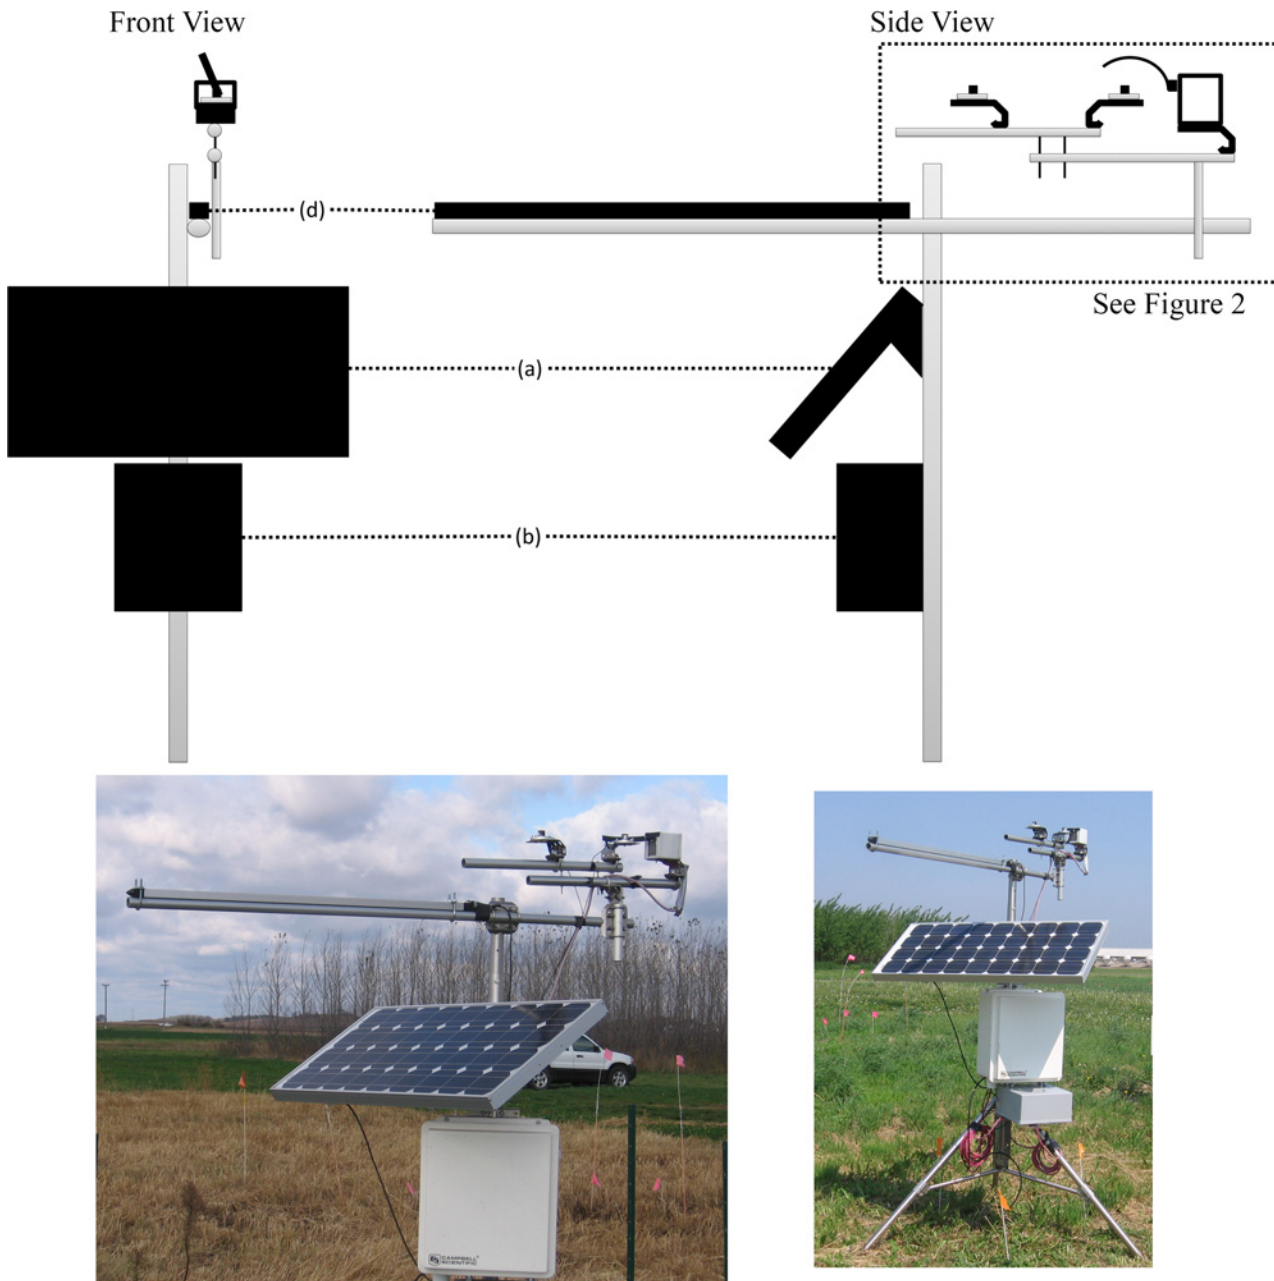 Front View
Side View
(d)
See Figure 2
(a)
(b)
CAMPBELL
SCIENTIFIC